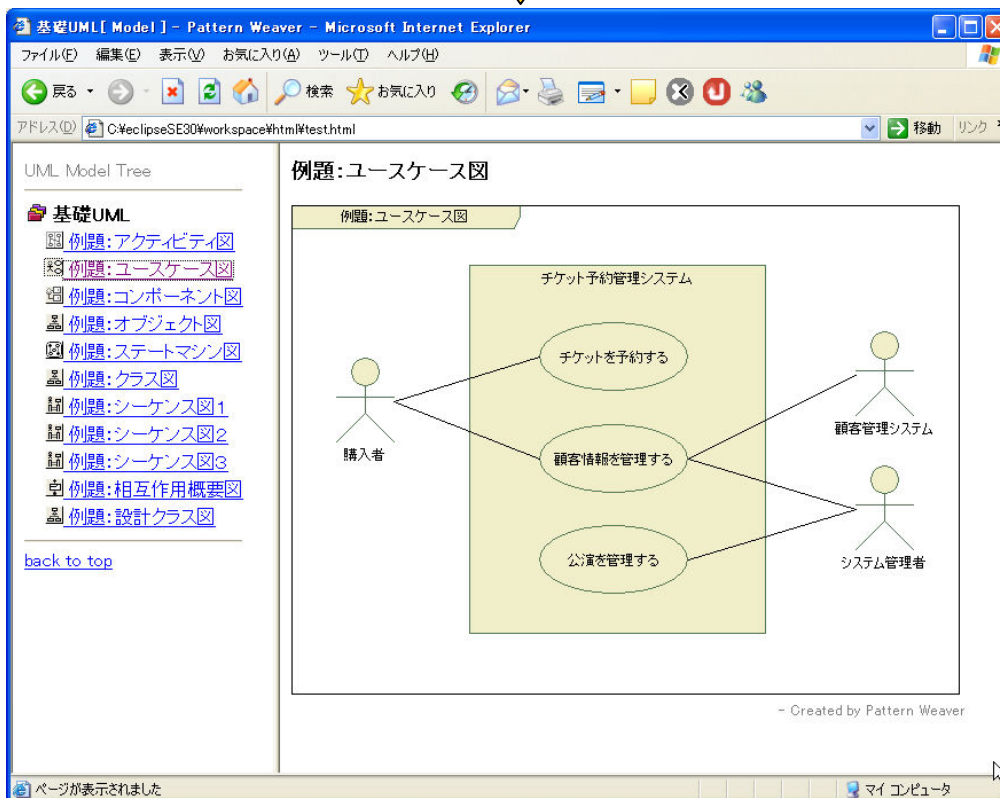 基礎UML[ Model ] - Pattern Weaver - Microsoft Internet Explorer
ファイル(F) 編集(E) 表示(V) お気に入り(A) ツール(T) ヘルプ(H)
戻る 検索 お気に入り
アドレス(D) C:¥eclipseSE30¥workspace¥html¥test.html 移動 リンク
UML Model Tree
基礎UML
例題:アクティビティ図
例題:ユースケース図
例題:コンポーネント図
例題:オブジェクト図
例題:ステートマシン図
例題:クラス図
例題:シーケンス図1
例題:シーケンス図2
例題:シーケンス図3
例題:相互作用概要図
例題:設計クラス図
back to top
例題:ユースケース図
例題:ユースケース図
チケット予約管理システム
チケットを予約する
顧客管理システム
購入者
顧客情報を管理する
公演を管理する
システム管理者
- Created by Pattern Weaver
ページが表示されました マイ コンピュータ